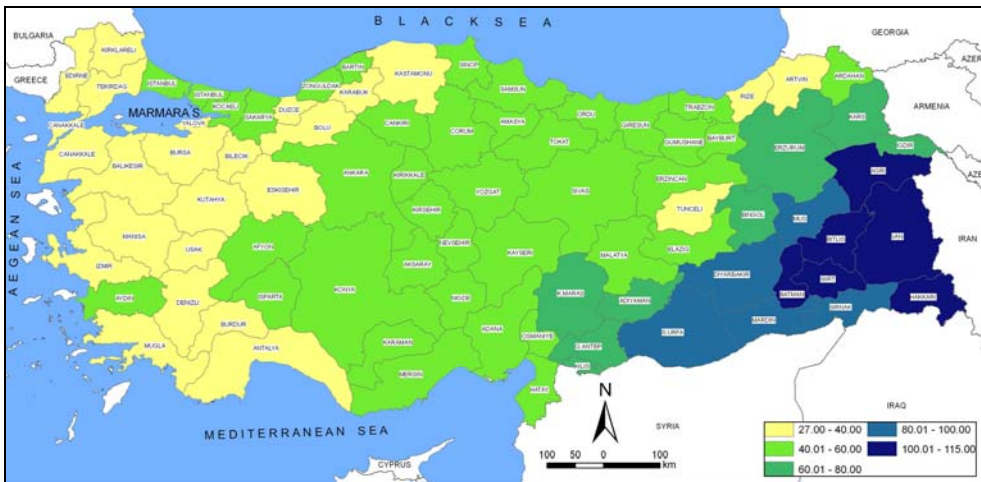 BLACK SEA
BULGARIA
GEORGIA
KIRKLARELI
EDIRNE
TEKIRDAG
GREECE
ISTANBUL
ISTANBUL
KOCAELI
MARMARA S.
YALOVA
SAKARYA
DUZCE
ZONGULDAK
BARTIN
KARABUK
KASTAMONU
SINOP
SAMSUN
ORDU
GIRESUN
TRABZON
RIZE
ARTVIN
ARDAHAN
AZER
ARMENIA
CANAKKALE
CANAKKALE
BALIKESIR
BURSA
BILECIK
BOLU
CANKIRI
CORUM
AMASYA
TOKAT
GUMUSHANE
BAYBURT
ERZURUM
KARS
IGDIR
AZE
AEGEAN SEA
KUTAHYA
ESKISEHIR
ANKARA
KIRIKKALE
YOZGAT
SIVAS
ERZINCAN
TUNCELI
BINGOL
MUS
AGRI
IRAN
MANISA
USAK
AFYON
KIRSEHIR
NEVSEHIR
KAYSERI
MALATYA
ELAZIG
BITLIS
VAN
IZMIR
AKSARAY
DIYARBAKIR
SIIRT
BATMAN
HAKKARI
AYDIN
DENIZLI
ISPARTA
KONYA
NIGDE
K.MARAS
ADIYAMAN
SIRNAK
MARDIN
BURDUR
MUGLA
ANTALYA
KARAMAN
MERSIN
ADANA
OSMANIYE
G.ANTEP
S.URFA
KILIS
HATAY
N
IRAQ
SYRIA
MEDITERRANEAN SEA
CYPRUS
100 50 0 100
km
27.00 - 40.00
40.01 - 60.00
60.01 - 80.00
80.01 - 100.00
100.01 - 115.00